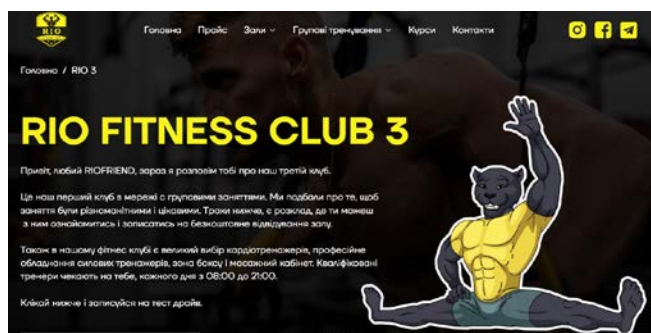 RIO
Головна Прайс Зали Групові тренування Курси Контакти
Головна / RIO 3
RIO FITNESS CLUB 3
Привіт, любий RIOFRIEND, зараз я розповім тобі про наш третій клуб.
Це наш перший клуб в мережі с груповими заняттями. Ми подбали про те, щоб
заняття були різноманітними і цікавими. Трохи нижче, є розклад, де ти можеш
з ним ознайомитись і записатись на безкоштовне відвідування залу.
Також в нашому фітнес клубі є великий вибір кардіотренажерів, професійне
обладнання силових тренажерів, зона боксу і масажний кабінет. Кваліфіковані
тренери чекають на тебе, кожного дня з 08:00 до 21:00.
Клікай нижче і записуйся на тест драйв.